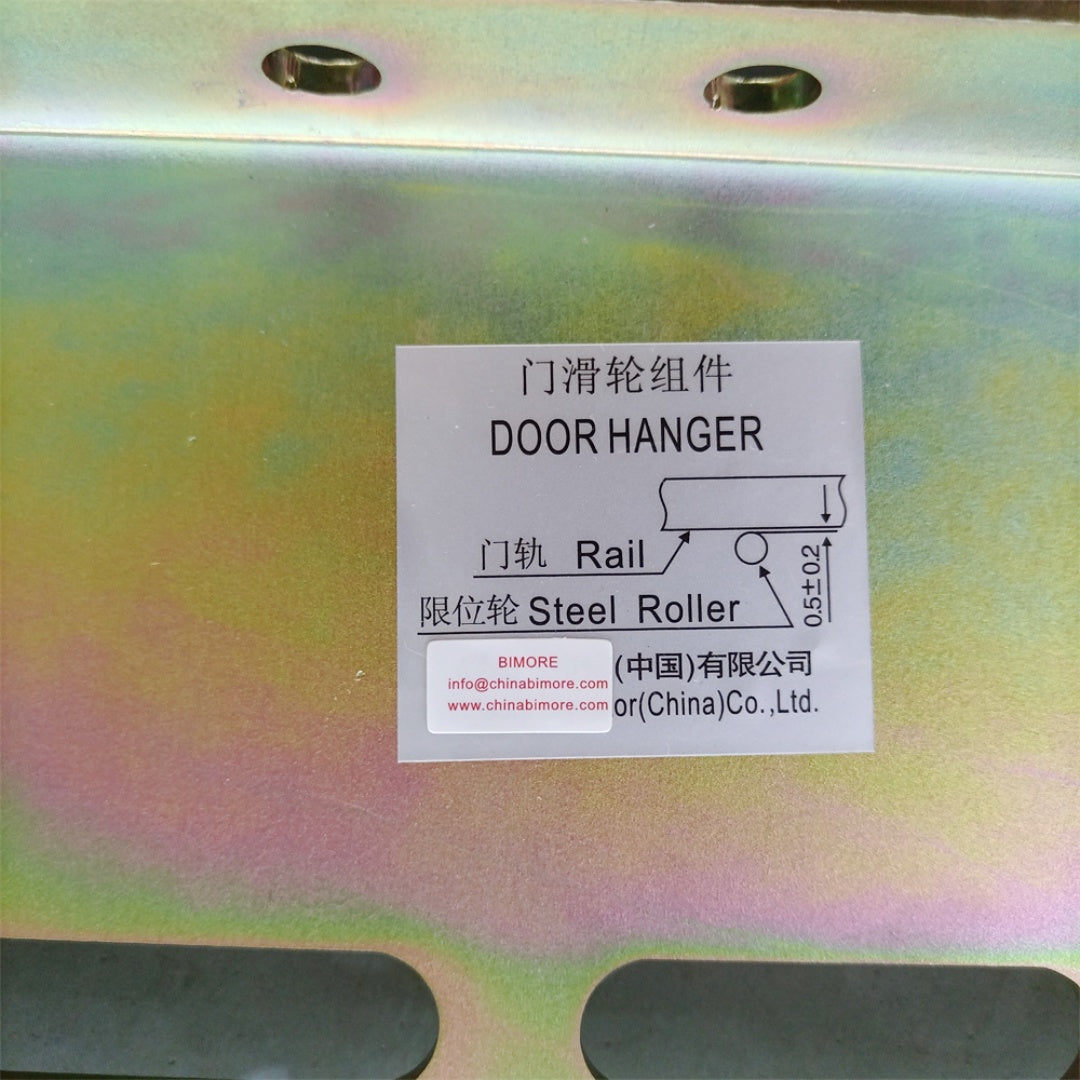 门滑轮组件
DOOR HANGER
门轨 Rail
0.5±0.2
限位轮 Steel Roller
BIMORE
info@chinabimore.com
www.chinabimore.com
(中国)有限公司
or(China)Co.,Ltd.